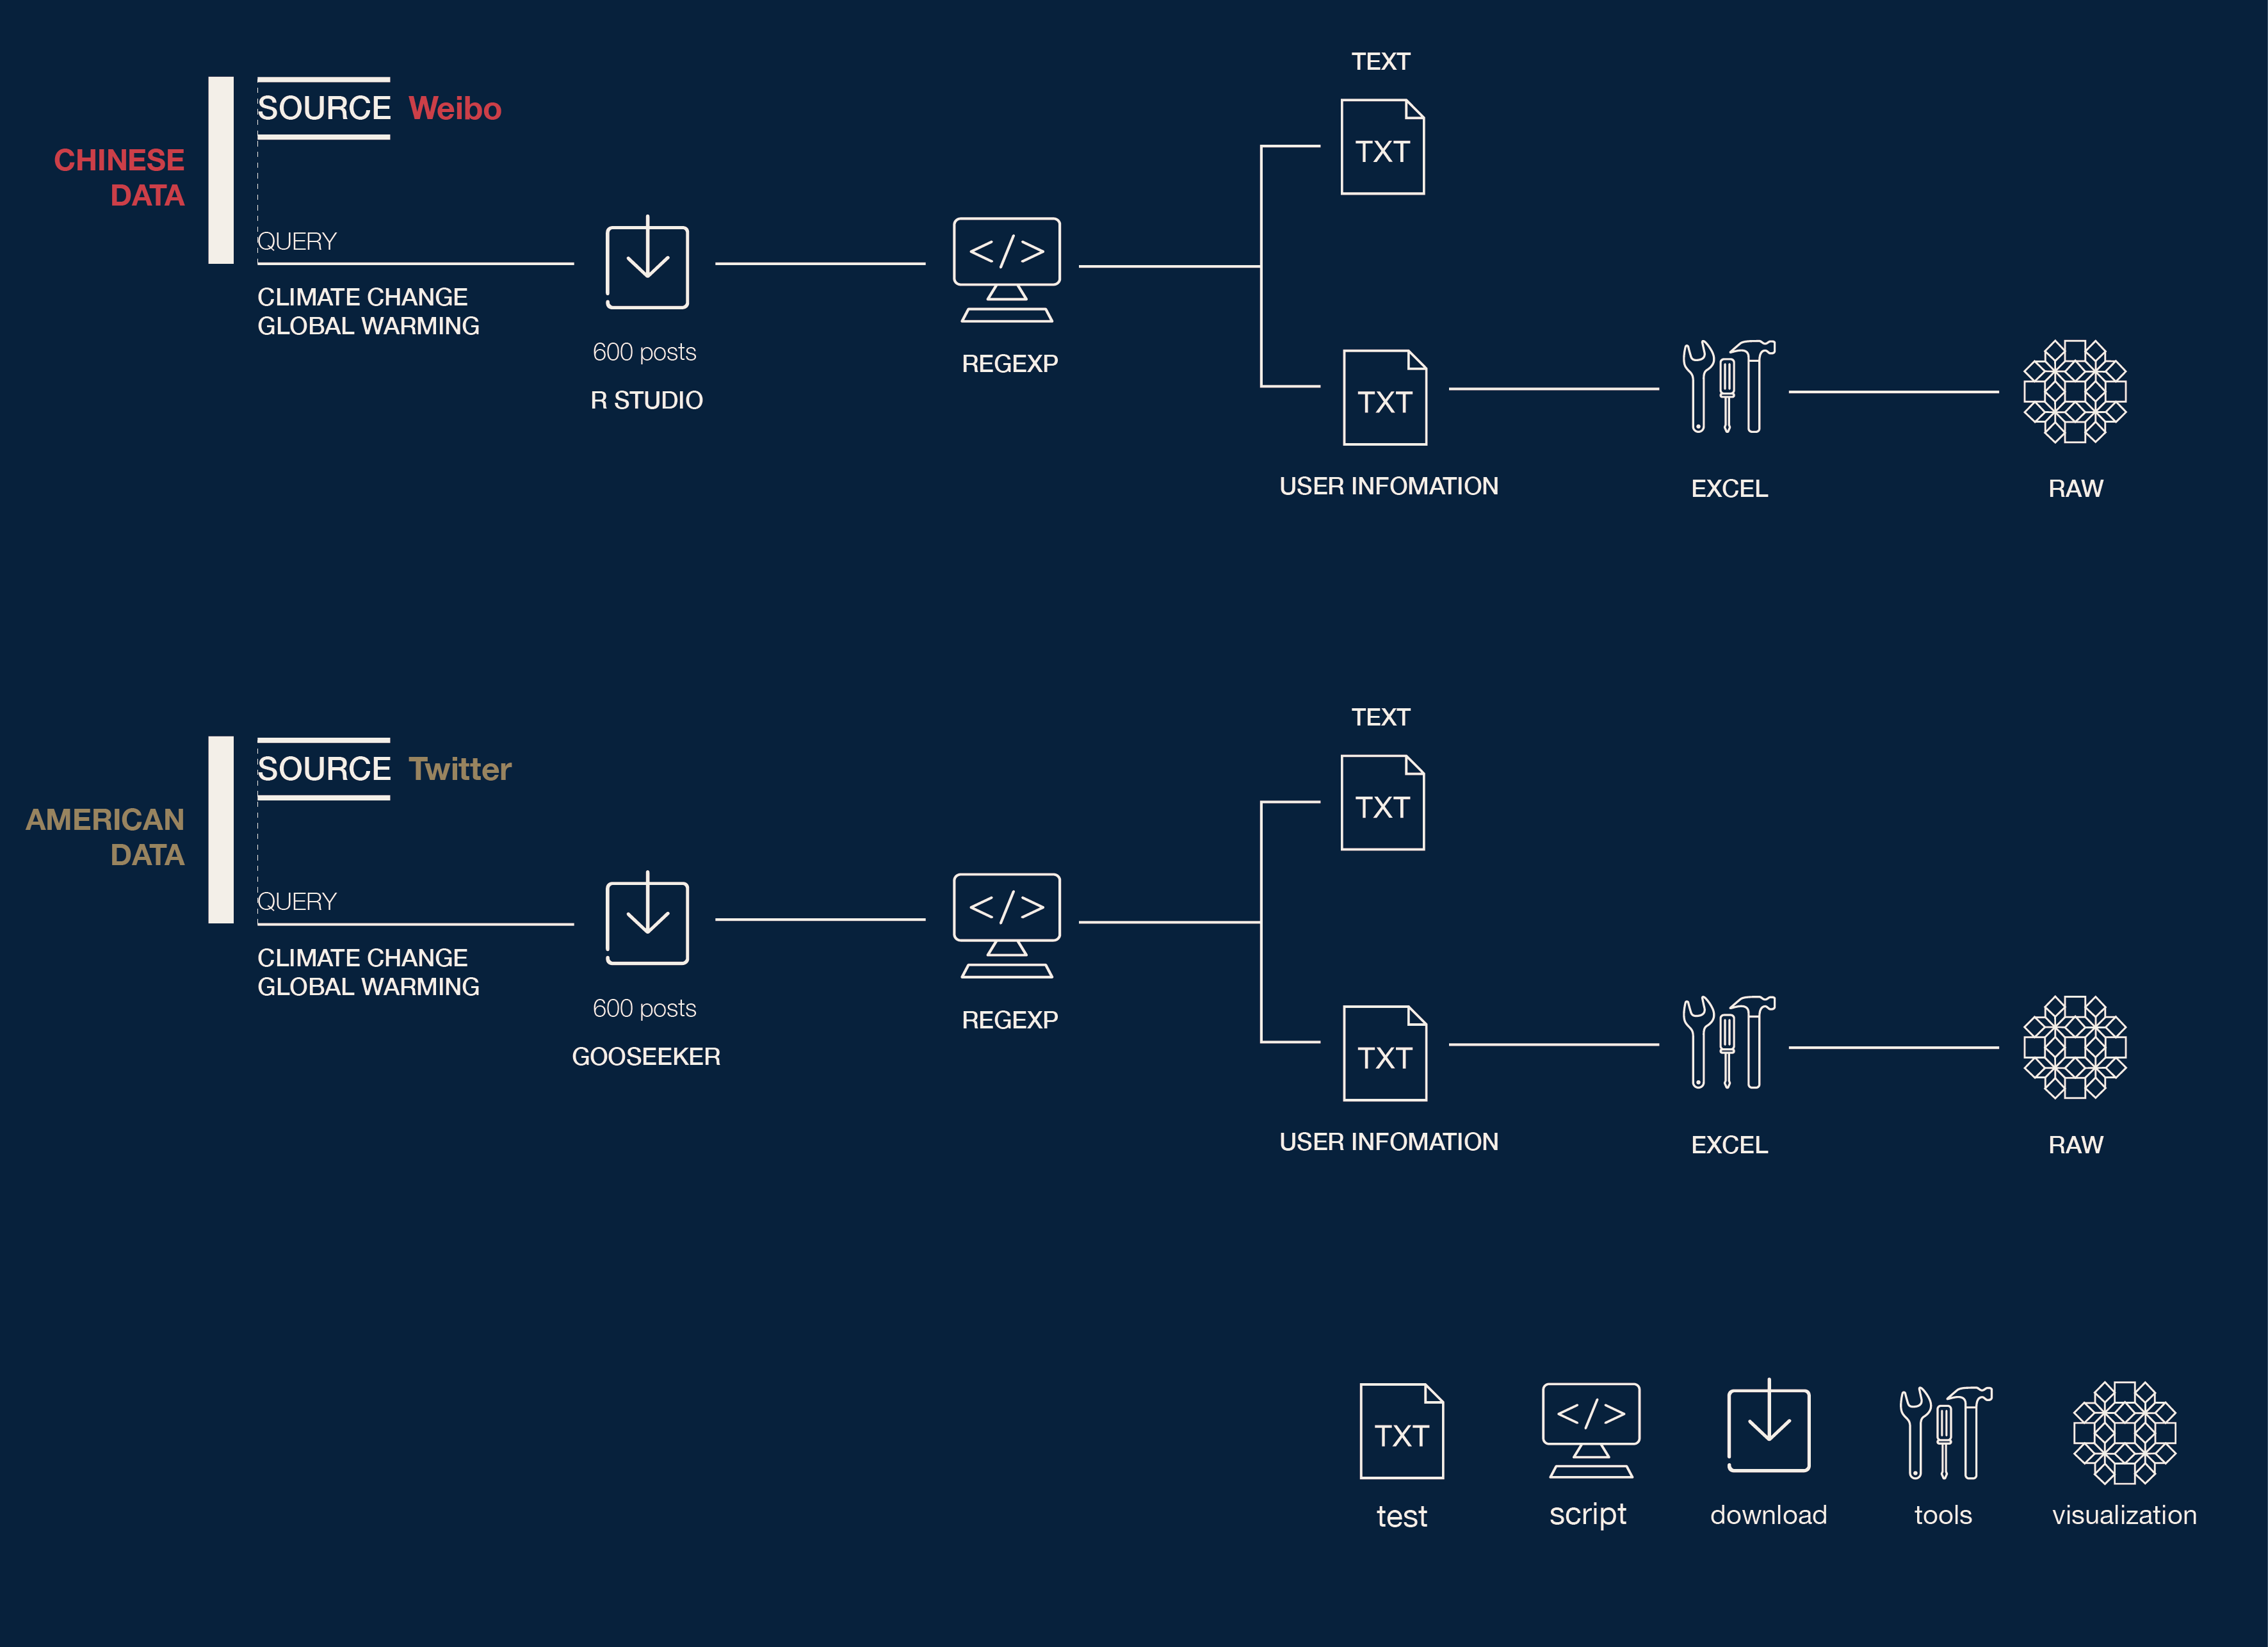 CHINESE
DATA
SOURCE Weibo
QUERY
CLIMATE CHANGE
GLOBAL WARMING
600 posts
R STUDIO
REGEXP
TEXT
TXT
TXT
USER INFOMATION
EXCEL
RAW
AMERICAN
DATA
SOURCE Twitter
QUERY
CLIMATE CHANGE
GLOBAL WARMING
600 posts
GOOSEEKER
</>
REGEXP
TEXT
TXT
TXT
USER INFOMATION
EXCEL
RAW
TXT
test
</>
script
download
tools
visualization